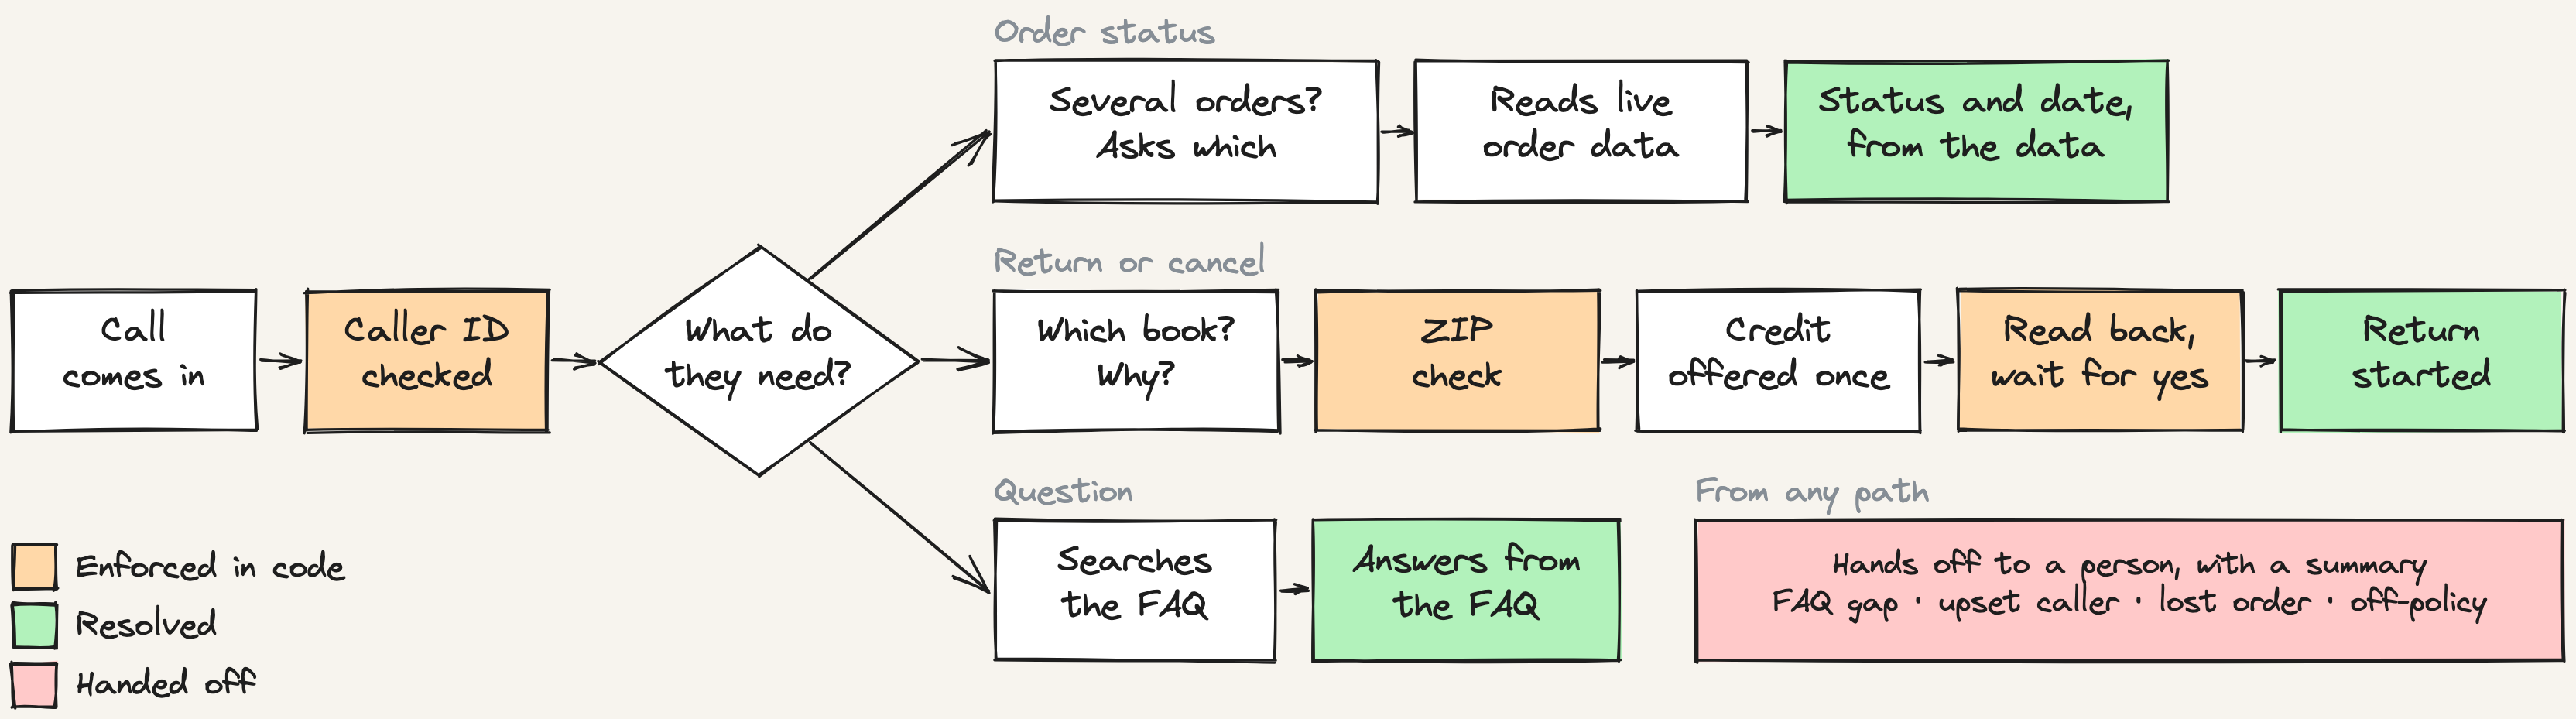 Order status
Several orders?
Asks which
Reads live
order data
Status and date,
from the data
Call
comes in
Caller ID
checked
What do
they need?
Return or cancel
Which book?
Why?
ZIP
check
Credit
offered once
Read back,
wait for yes
Return
started
Question
Searches
the FAQ
Answers from
the FAQ
From any path
Hands off to a person, with a summary
FAQ gap · upset caller · lost order · off-policy
Enforced in code
Resolved
Handed off